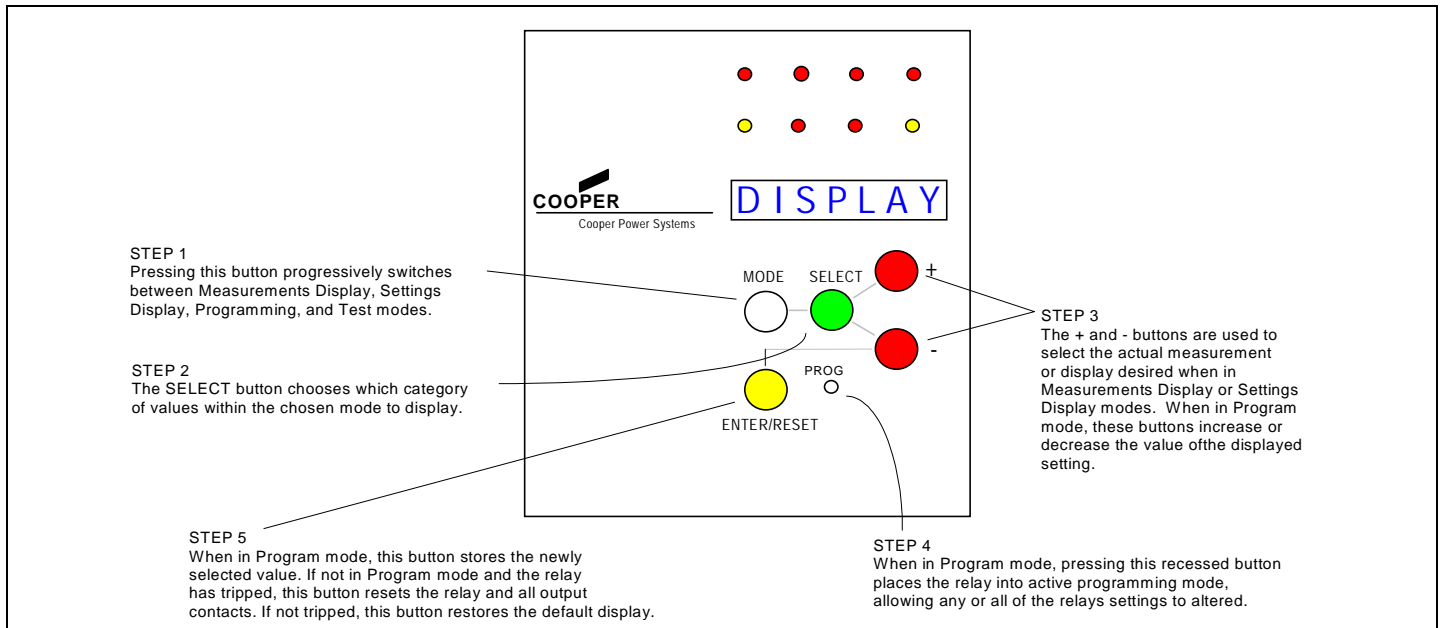 COOPER
Cooper Power Systems
DISPLAY
STEP 1
Pressing this button progressively switches
between Measurements Display, Settings
Display, Programming, and Test modes.
MODE
SELECT
+
-
STEP 2
The SELECT button chooses which category
of values within the chosen mode to display.
PROG
ENTER/RESET
STEP 3
The + and - buttons are used to
select the actual measurement
or display desired when in
Measurements Display or Settings
Display modes. When in Program
mode, these buttons increase or
decrease the value ofthe displayed
setting.
STEP 5
When in Program mode, this button stores the newly
selected value. If not in Program mode and the relay
has tripped, this button resets the relay and all output
contacts. If not tripped, this button restores the default display.
STEP 4
When in Program mode, pressing this recessed button
places the relay into active programming mode,
allowing any or all of the relays settings to altered.